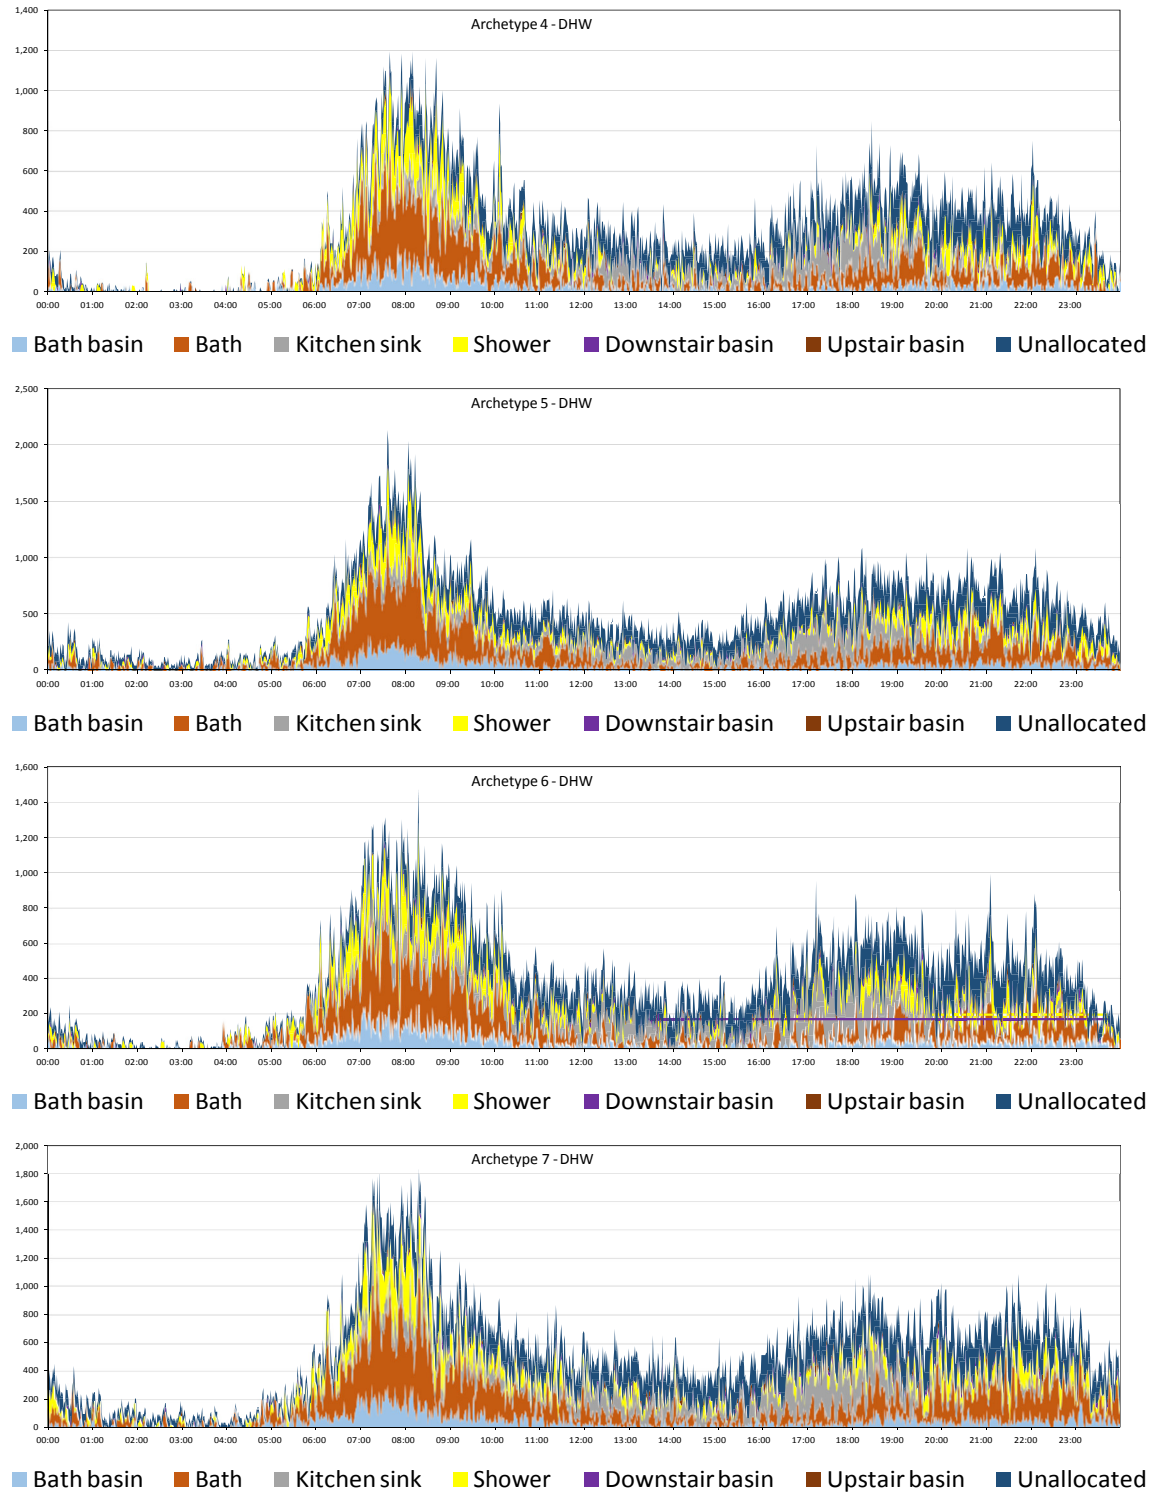 Archetype 4 - DHW
1,400
1,200
1,000
800
600
400
200
0
00:00 01:00 02:00 03:00 04:00 05:00 06:00 07:00 08:00 09:00 10:00 11:00 12:00 13:00 14:00 15:00 16:00 17:00 18:00 19:00 20:00 21:00 22:00 23:00
Bath basin Bath Kitchen sink Shower Downstair basin Upstair basin Unallocated
Archetype 5 - DHW
2,500
2,000
1,500
1,000
500
0
00:00 01:00 02:00 03:00 04:00 05:00 06:00 07:00 08:00 09:00 10:00 11:00 12:00 13:00 14:00 15:00 16:00 17:00 18:00 19:00 20:00 21:00 22:00 23:00
Bath basin Bath Kitchen sink Shower Downstair basin Upstair basin Unallocated
Archetype 6 - DHW
1,600
1,400
1,200
1,000
800
600
400
200
0
00:00 01:00 02:00 03:00 04:00 05:00 06:00 07:00 08:00 09:00 10:00 11:00 12:00 13:00 14:00 15:00 16:00 17:00 18:00 19:00 20:00 21:00 22:00 23:00
Bath basin Bath Kitchen sink Shower Downstair basin Upstair basin Unallocated
Archetype 7 - DHW
2,000
1,800
1,600
1,400
1,200
1,000
800
600
400
200
0
00:00 01:00 02:00 03:00 04:00 05:00 06:00 07:00 08:00 09:00 10:00 11:00 12:00 13:00 14:00 15:00 16:00 17:00 18:00 19:00 20:00 21:00 22:00 23:00
Bath basin Bath Kitchen sink Shower Downstair basin Upstair basin Unallocated